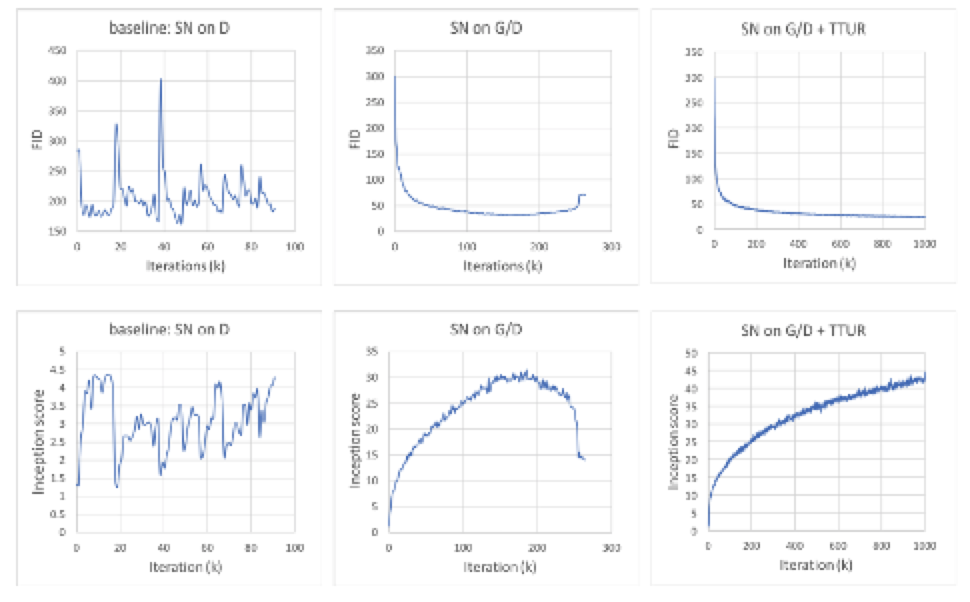 baseline: SN on D
450
400
350
300
250
200
150
FID
0 20 40 60 80 100
Iterations (k)
SN on G/D
350
300
250
200
150
100
50
0
FID
0 100 200 300
Iterations (k)
SN on G/D + TTUR
350
300
250
200
150
100
50
0
FID
0 200 400 600 800 1000
Iteration (k)
baseline: SN on D
5
4.5
4
3.5
3
2.5
2
1.5
1
0.5
0
Inception score
0 20 40 60 80 100
Iteration (k)
SN on G/D
35
30
25
20
15
10
5
0
Inception score
0 100 200 300
Iteration (k)
SN on G/D + TTUR
50
45
40
35
30
25
20
15
10
5
0
Inception score
0 200 400 600 800 1000
Iteration (k)